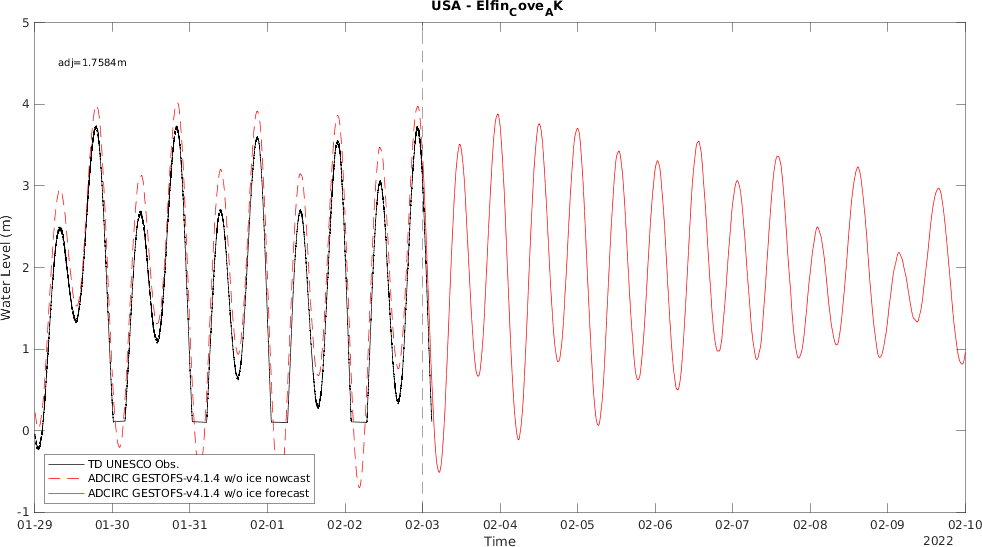 USA - ElfinCoveAK
adj=1.7584m
5
4
3
2
1
0
-1
Water Level (m)
TD UNESCO Obs.
ADCIRC GESTOFS-v4.1.4 w/o ice nowcast
ADCIRC GESTOFS-v4.1.4 w/o ice forecast
01-29 01-30 01-31 02-01 02-02 02-03 02-04 02-05 02-06 02-07 02-08 02-09 02-10
Time
2022